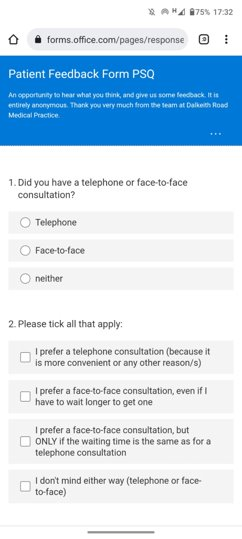 H 75% 17:32
forms.office.com/pages/response
:D
Patient Feedback Form PSQ
An opportunity to hear what you think, and give us some feedback. It is
entirely anonymous. Thank you very much from the team at Dalkeith Road
Medical Practice.
...
1. Did you have a telephone or face-to-face
consultation?
Telephone
Face-to-face
neither
2. Please tick all that apply:
I prefer a telephone consultation (because it
is more convenient or any other reason/s)
I prefer a face-to-face consultation, even if I
have to wait longer to get one
I prefer a face-to-face consultation, but
ONLY if the waiting time is the same as for a
telephone consultation
I don't mind either way (telephone or face-
to-face)